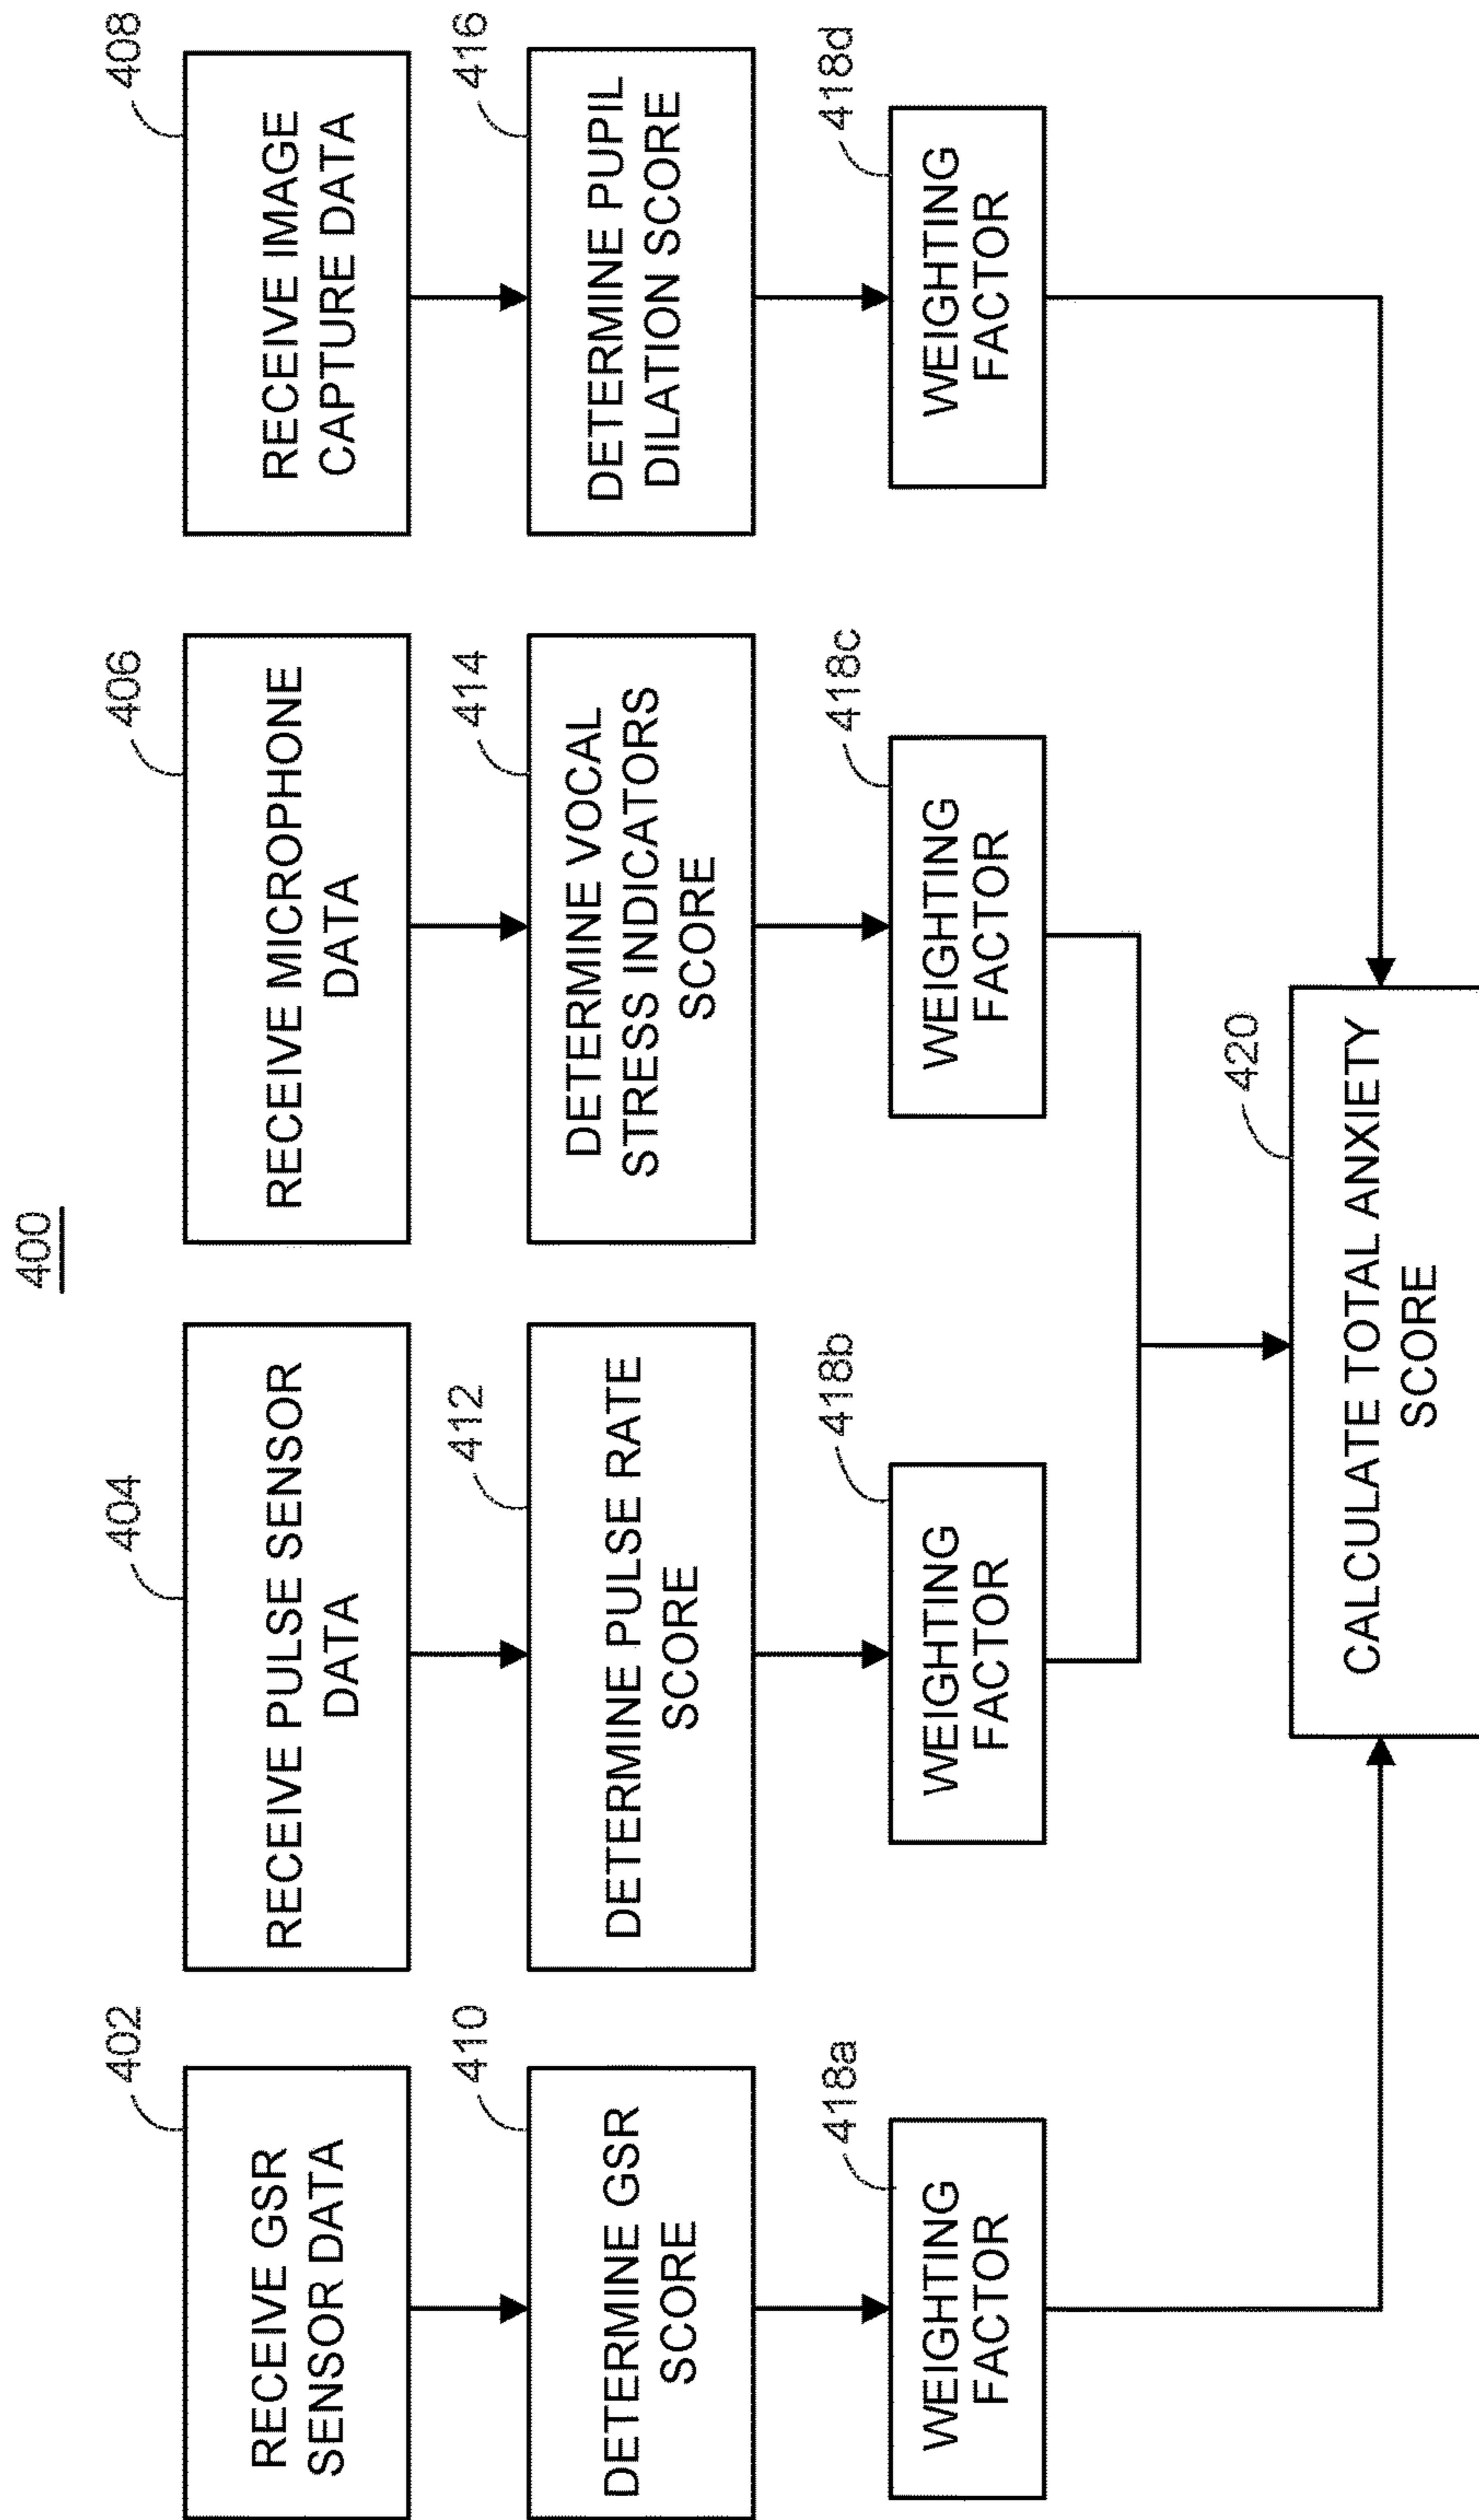 400
402
RECEIVE GSR
SENSOR DATA
404
RECEIVE PULSE SENSOR
DATA
406
RECEIVE MICROPHONE
DATA
408
RECEIVE IMAGE
CAPTURE DATA
410
DETERMINE GSR
SCORE
412
DETERMINE PULSE RATE
SCORE
414
DETERMINE VOCAL
STRESS INDICATORS
SCORE
416
DETERMINE PUPIL
DILATION SCORE
418a
WEIGHTING
FACTOR
418b
WEIGHTING
FACTOR
418c
WEIGHTING
FACTOR
418d
WEIGHTING
FACTOR
420
CALCULATE TOTAL ANXIETY
SCORE